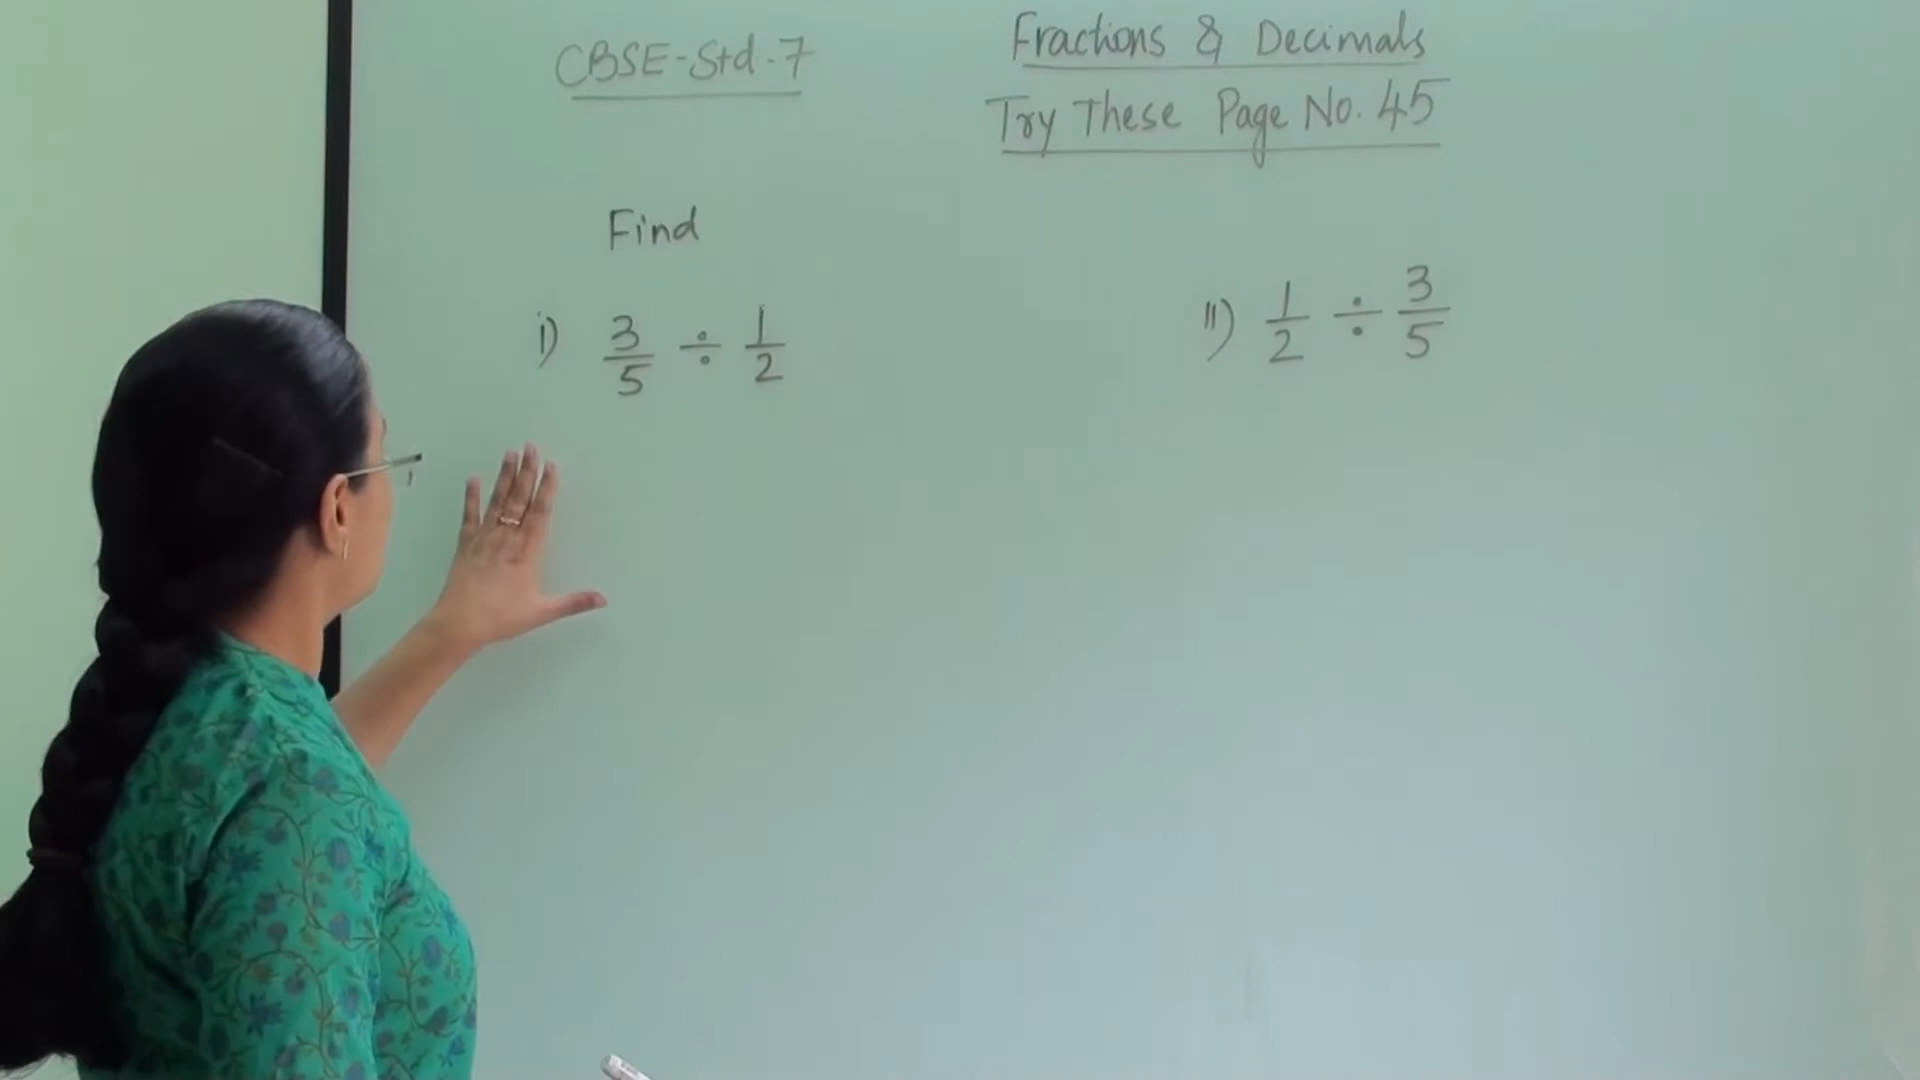 CBSE-Std.7
Fractions & Decimals
Try These Page No. 45
Find
i) 3/5 ÷ 1/2
ii) 1/2 ÷ 3/5